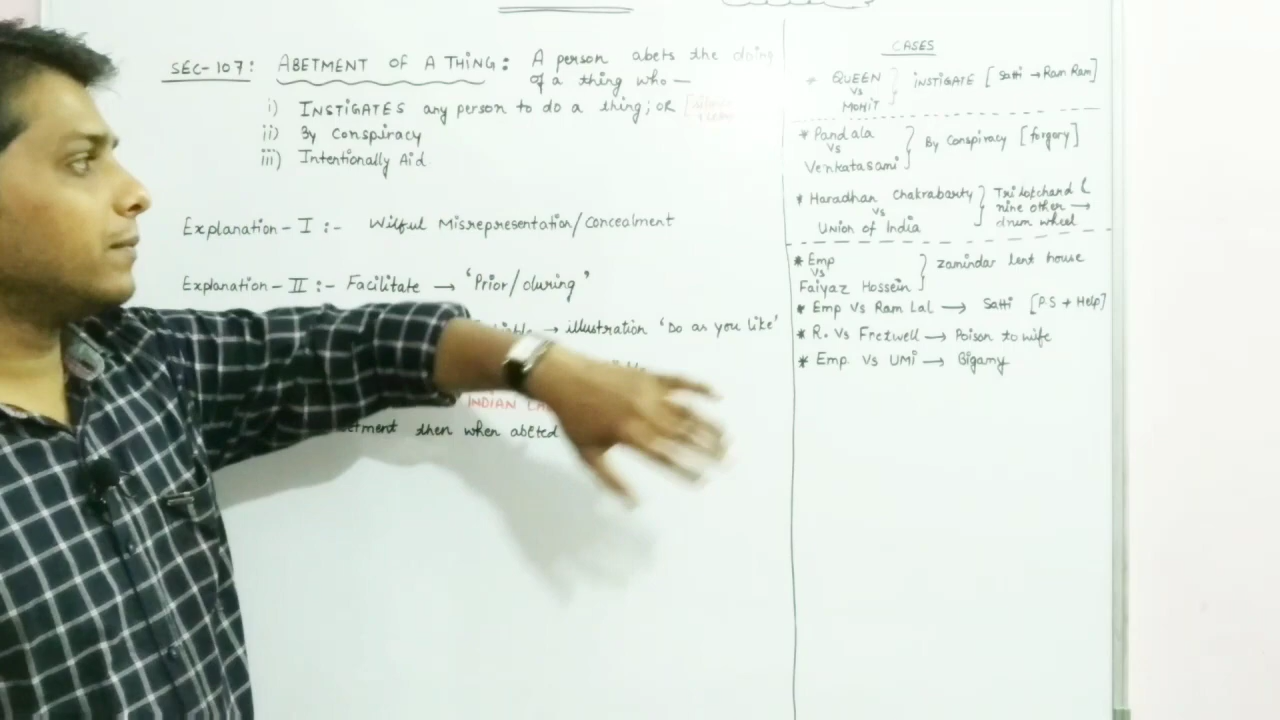 SEC-107: ABETMENT OF A THING: A person abets the doing
of a thing who —
i) INSTIGATES any person to do a thing; OR
ii) By Conspiracy
iii) Intentionally Aid
Explanation - I :- Wilful Misrepresentation/Concealment
Explanation - II :- Facilitate → 'Prior/during'
→ illustration 'Do as you like'
INDIAN
then when abeted
CASES
* QUEEN
Vs
MOHIT
INSTIGATE [Satti → Ram Ram]
* Pandala
Vs
Venkatasami
By Conspiracy [forgory]
* Haradhan Chakrabarty
Vs
Union of India
Trilokchand (
nine other →
drum wheel
* Emp
Vs
Faiyaz Hossein
zamindar lent house
* Emp Vs Ram Lal → Satti [P.S + Help]
* R. Vs Fretwell → Poison to wife
* Emp. Vs UMI → Bigamy